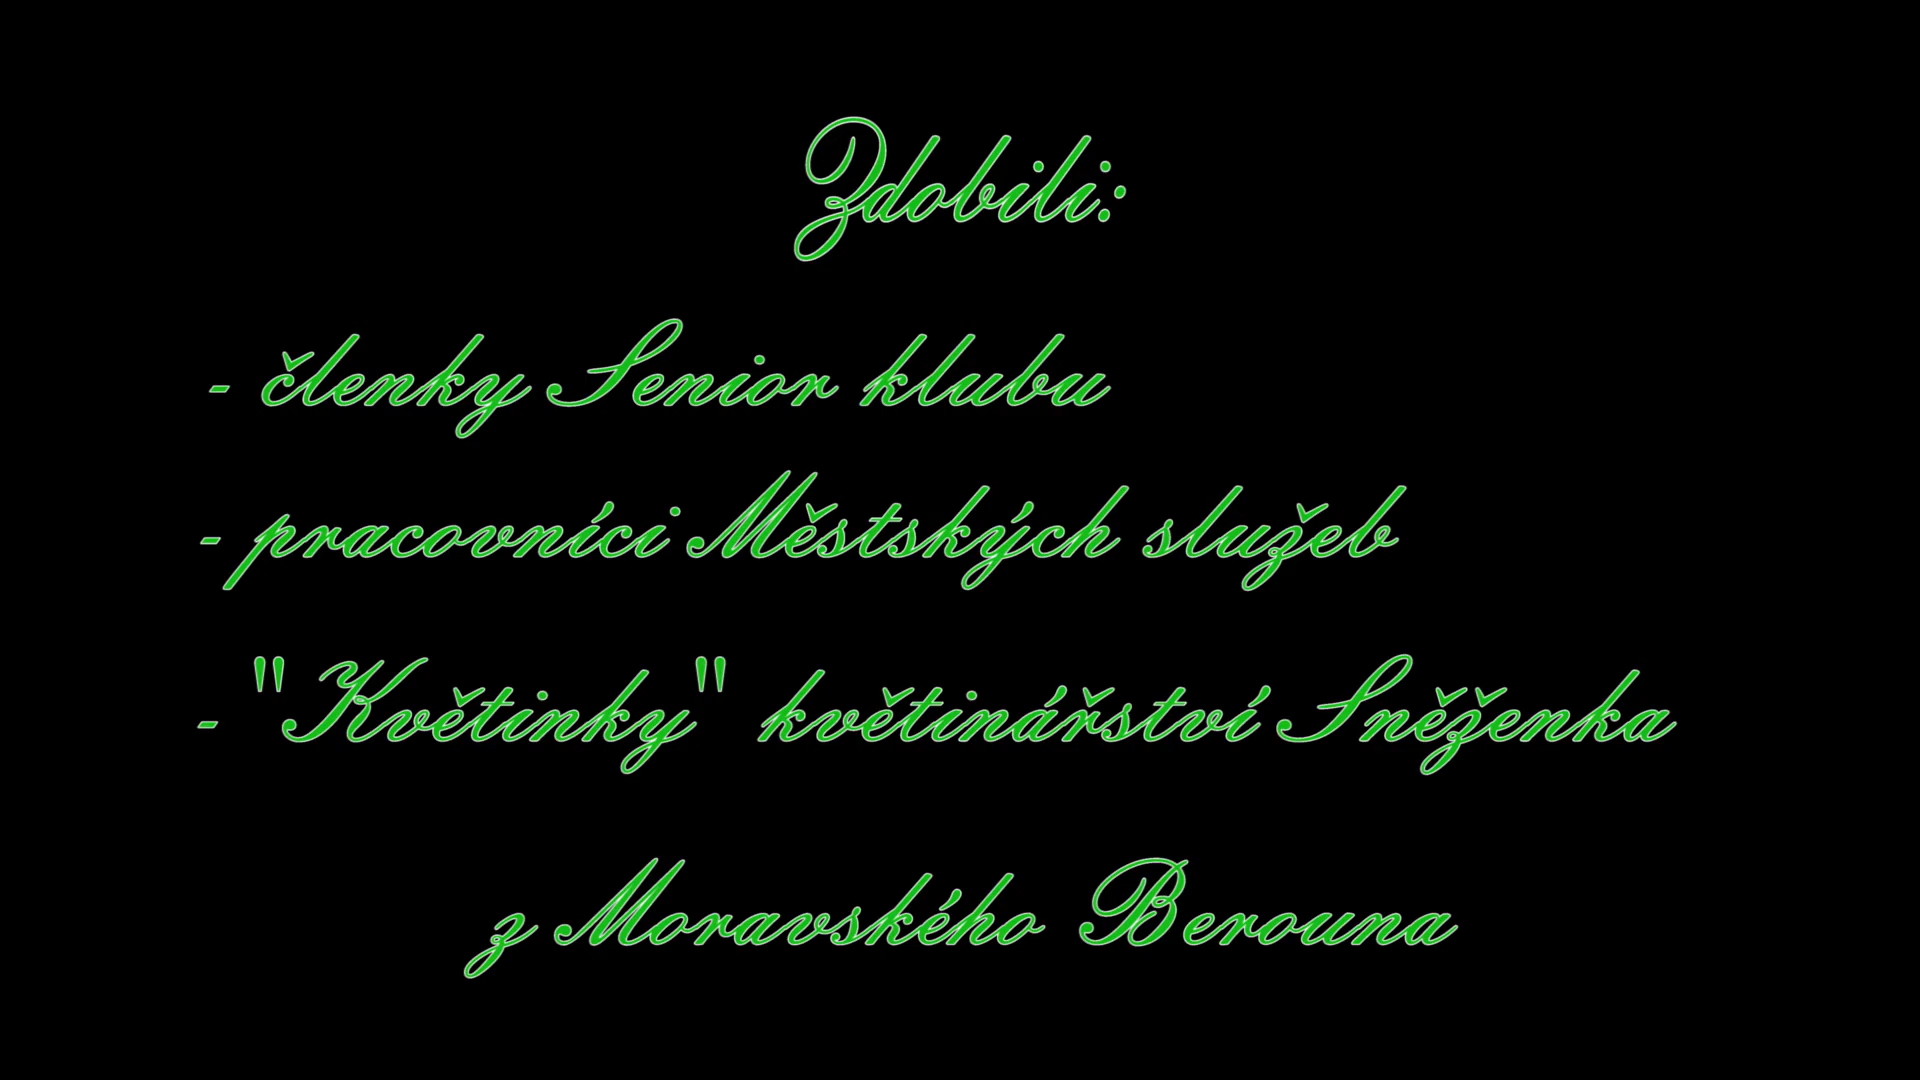 Zdobili:
- členky Senior klubu
- pracovníci Městských služeb
- "Květinky" květinářství Sněženka
z Moravského Berouna